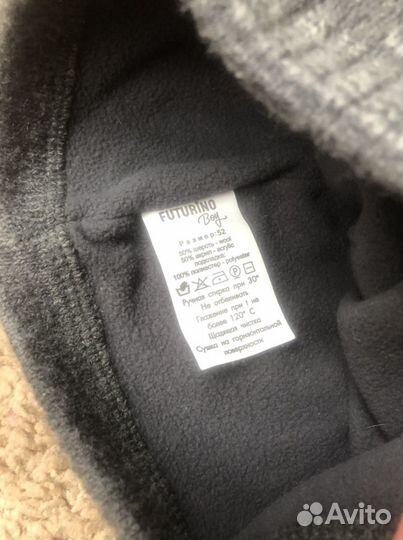 FUTURINO
Boy
Размер:52
50% шерсть - wool
50% акрил - acrylic
подкладка:
100% полиэстер - polyester
P
Ручная стирка при 30°
Не отбеливать
Глажение при t не
более 120° С
Щадящая чистка
Сушка на горизонтальной
поверхности
Avito